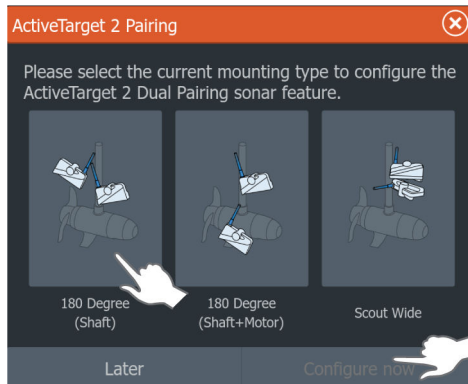 ActiveTarget 2 Pairing
Please select the current mounting type to configure the
ActiveTarget 2 Dual Pairing sonar feature.
180 Degree
(Shaft)
180 Degree
(Shaft+Motor)
Scout Wide
Later
Configure now